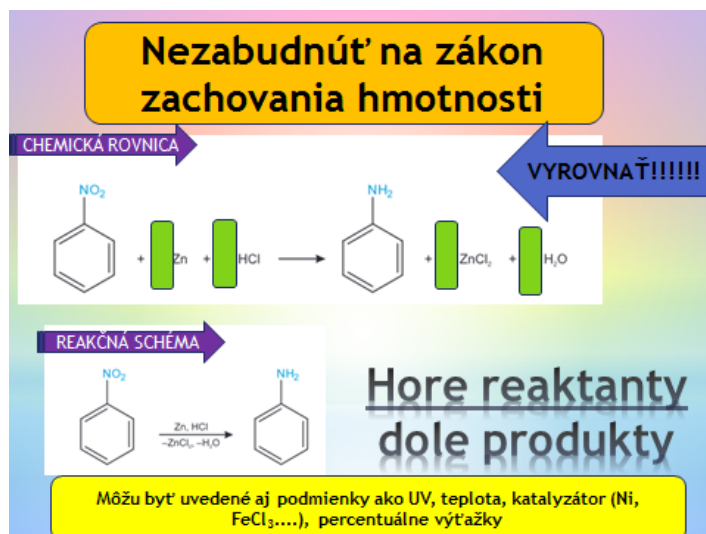 Nezabudnúť na zákon
zachovania hmotnosti
CHEMICKÁ ROVNICA
VYROVNAŤ!!!!!!
NO₂
NH₂
+ Zn + HCl → + ZnCl₂ + H₂O
REAKČNÁ SCHÉMA
NO₂
NH₂
Zn, HCl
–ZnCl₂, –H₂O
Hore reaktanty
dole produkty
Môžu byť uvedené aj podmienky ako UV, teplota, katalyzátor (Ni,
FeCl₃....), percentuálne výťažky